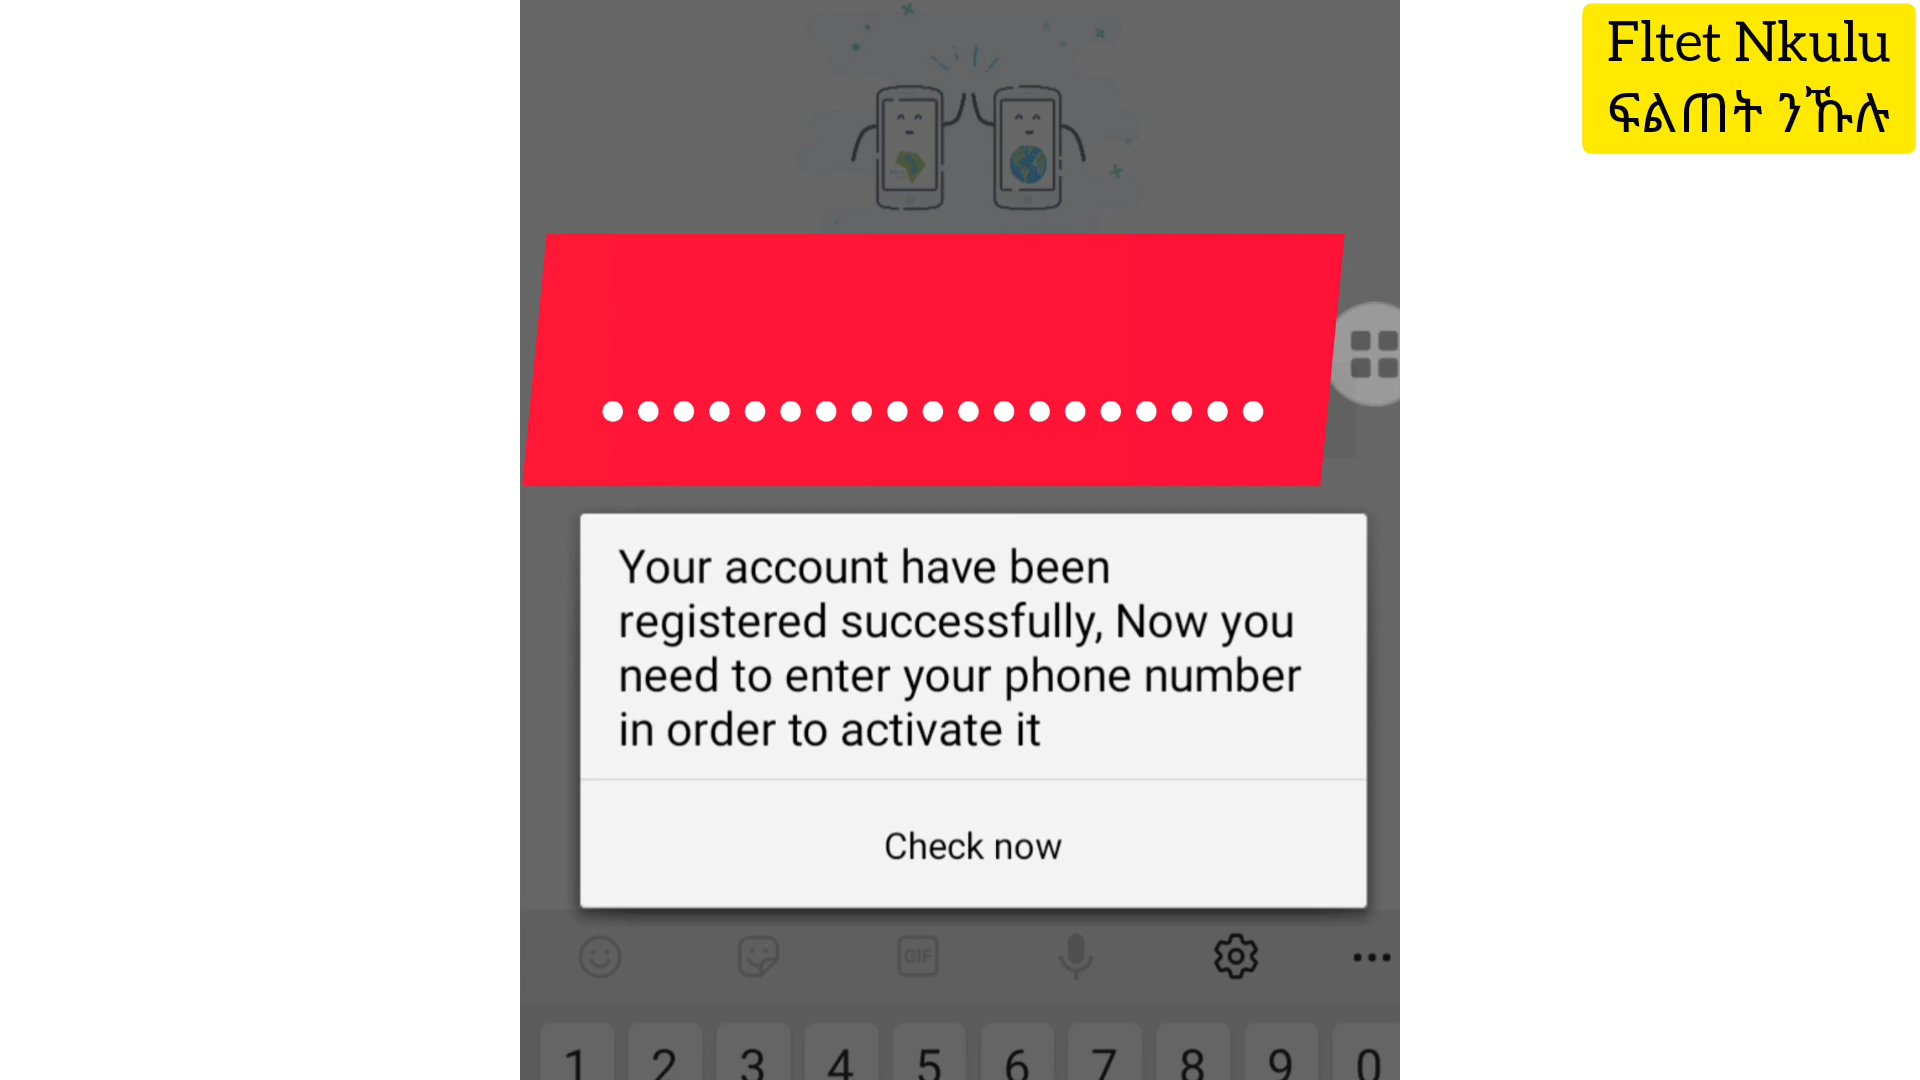 Fltet Nkulu
ፍልጠት ንኹሉ
Your account have been
registered successfully, Now you
need to enter your phone number
in order to activate it
Check now
GIF
1 2 3 4 5 6 7 8 9 0